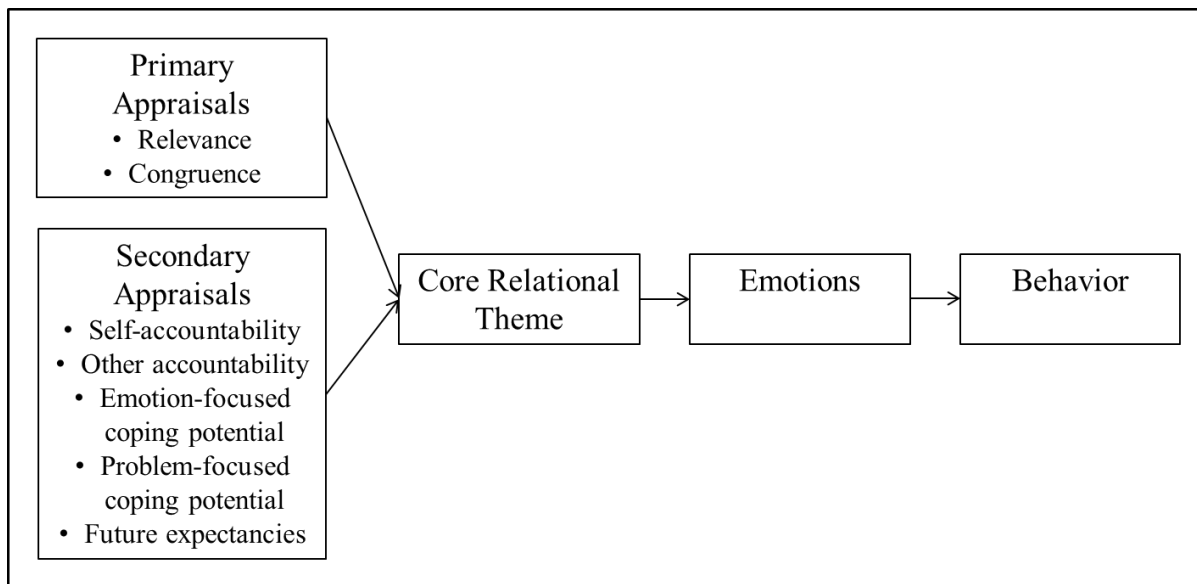 Primary
Appraisals
• Relevance
• Congruence
Secondary
Appraisals
• Self-accountability
• Other accountability
• Emotion-focused
coping potential
• Problem-focused
coping potential
• Future expectancies
Core Relational
Theme
Emotions
Behavior